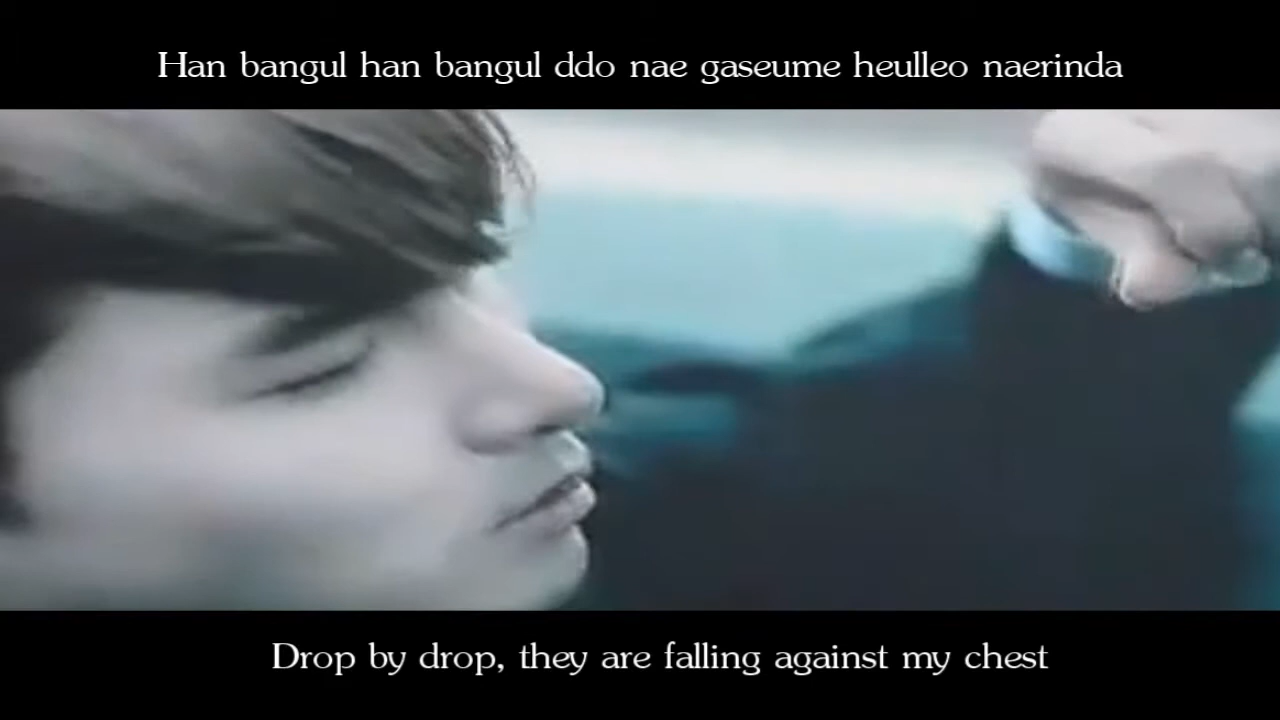 Han bangul han bangul ddo nae gaseume heulleo naerinda
Drop by drop, they are falling against my chest